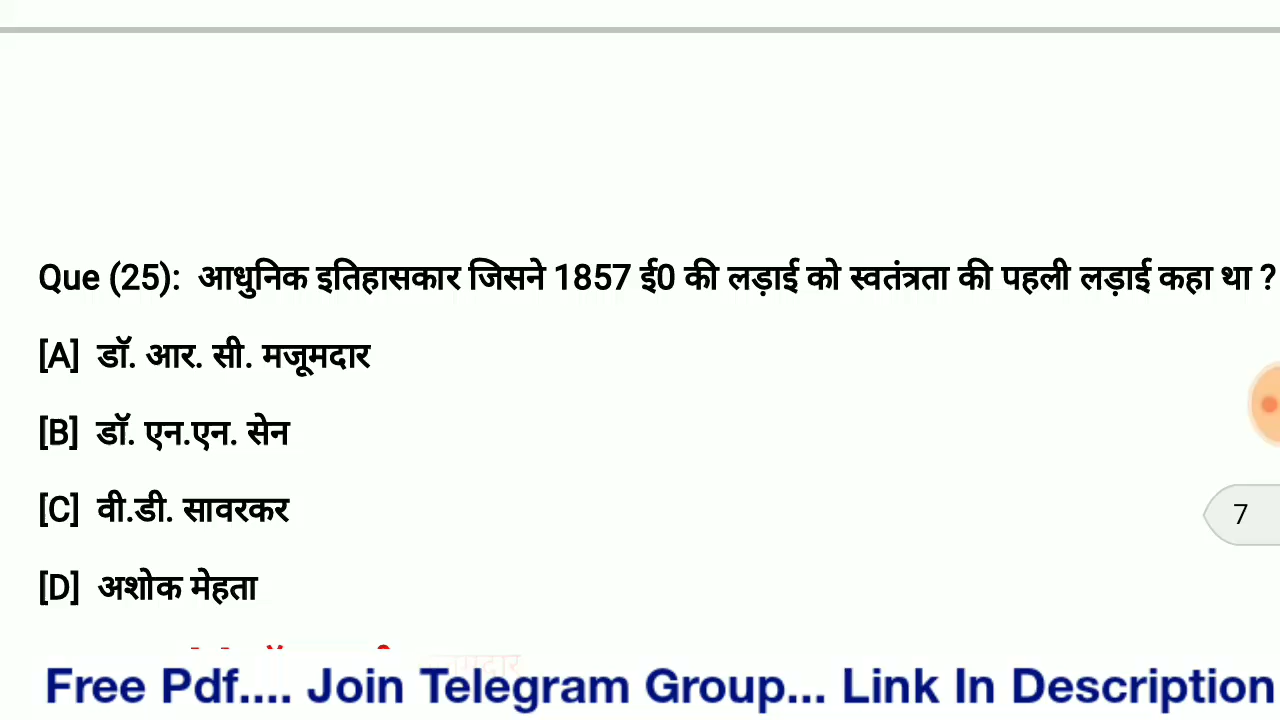 Que (25): आधुनिक इतिहासकार जिसने 1857 ई0 की लड़ाई को स्वतंत्रता की पहली लड़ाई कहा था ?
[A] डॉ. आर. सी. मजूमदार
[B] डॉ. एन.एन. सेन
[C] वी.डी. सावरकर
7
[D] अशोक मेहता
Free Pdf.... Join Telegram Group... Link In Description